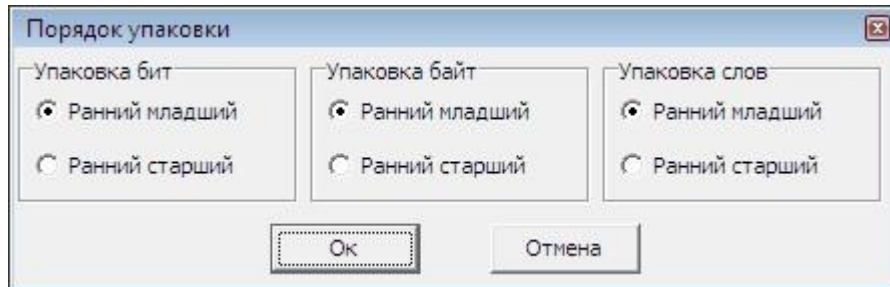 Порядок упаковки
Упаковка бит
Упаковка байт
Упаковка слов
Ранний младший
Ранний младший
Ранний младший
Ранний старший
Ранний старший
Ранний старший
Ок
Отмена